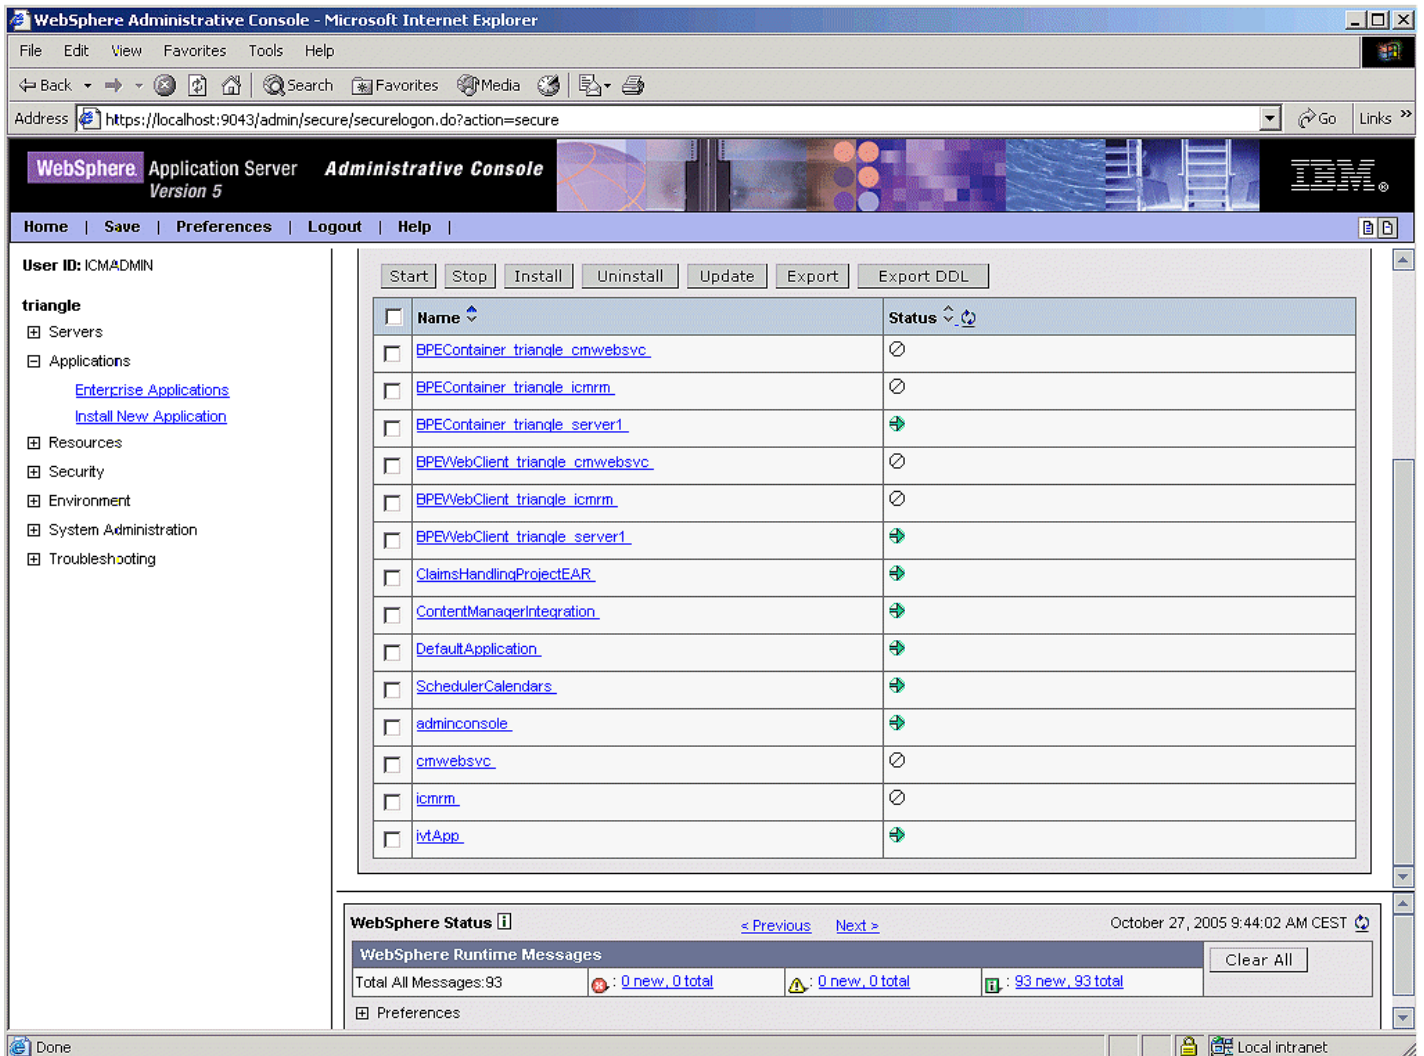 WebSphere Administrative Console - Microsoft Internet Explorer
File Edit View Favorites Tools Help
Back Search Favorites Media
Address https://localhost:9043/admin/secure/securelogon.do?action=secure Go Links »
WebSphere Application Server Administrative Console
Version 5
IBM®
Home | Save | Preferences | Logout | Help |
User ID: ICMADMIN
triangle
Servers
Applications
Enterprise Applications
Install New Application
Resources
Security
Environment
System Administration
Troubleshooting
Start Stop Install Uninstall Update Export Export DDL
Name Status
BPEContainer_triangle_cmwebsvc
BPEContainer_triangle_icmrm
BPEContainer_triangle_server1
BPEWebClient_triangle_cmwebsvc
BPEWebClient_triangle_icmrm
BPEWebClient_triangle_server1
ClaimsHandlingProjectEAR
ContentManagerIntegration
DefaultApplication
SchedulerCalendars
adminconsole
cmwebsvc
icmrm
ivtApp
WebSphere Status i < Previous Next > October 27, 2005 9:44:02 AM CEST
WebSphere Runtime Messages
Clear All
Total All Messages:93 : 0 new, 0 total : 0 new, 0 total : 93 new, 93 total
Preferences
Done Local intranet